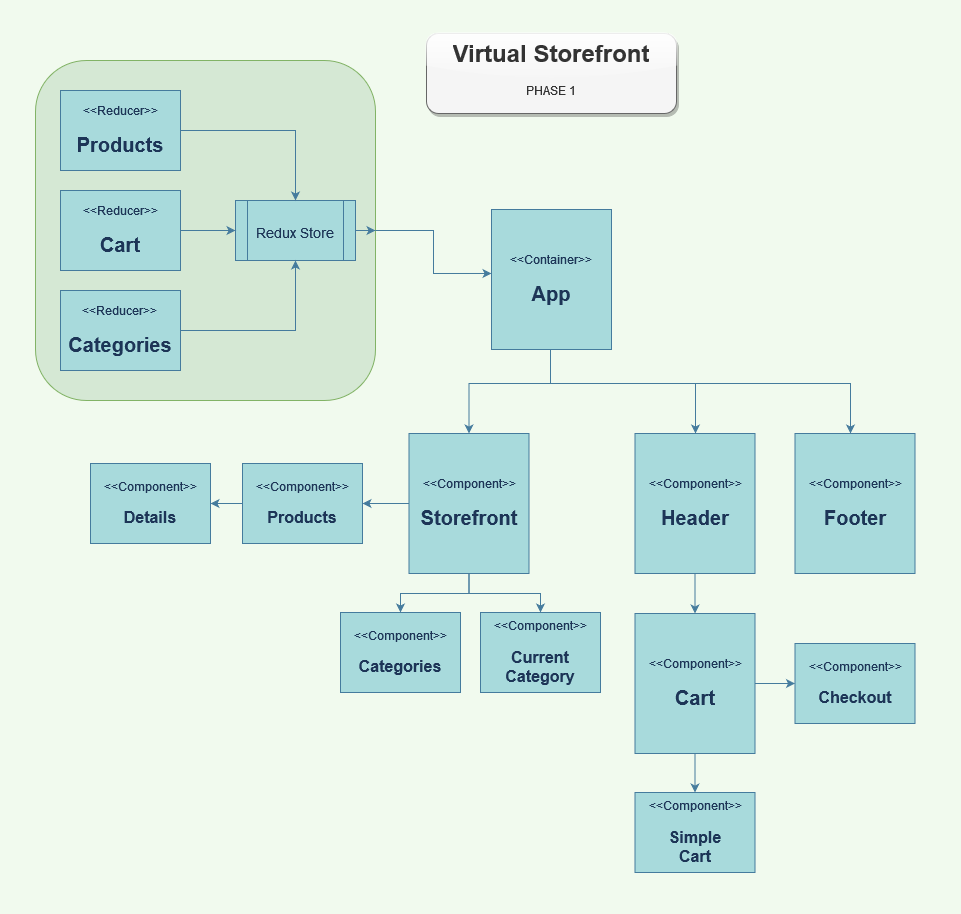 Virtual Storefront
PHASE 1
<<Reducer>>
Products
<<Reducer>>
Cart
Redux Store
<<Reducer>>
Categories
<<Container>>
App
<<Component>>
Details
<<Component>>
Products
<<Component>>
Storefront
<<Component>>
Header
<<Component>>
Footer
<<Component>>
Categories
<<Component>>
Current
Category
<<Component>>
Cart
<<Component>>
Checkout
<<Component>>
Simple
Cart